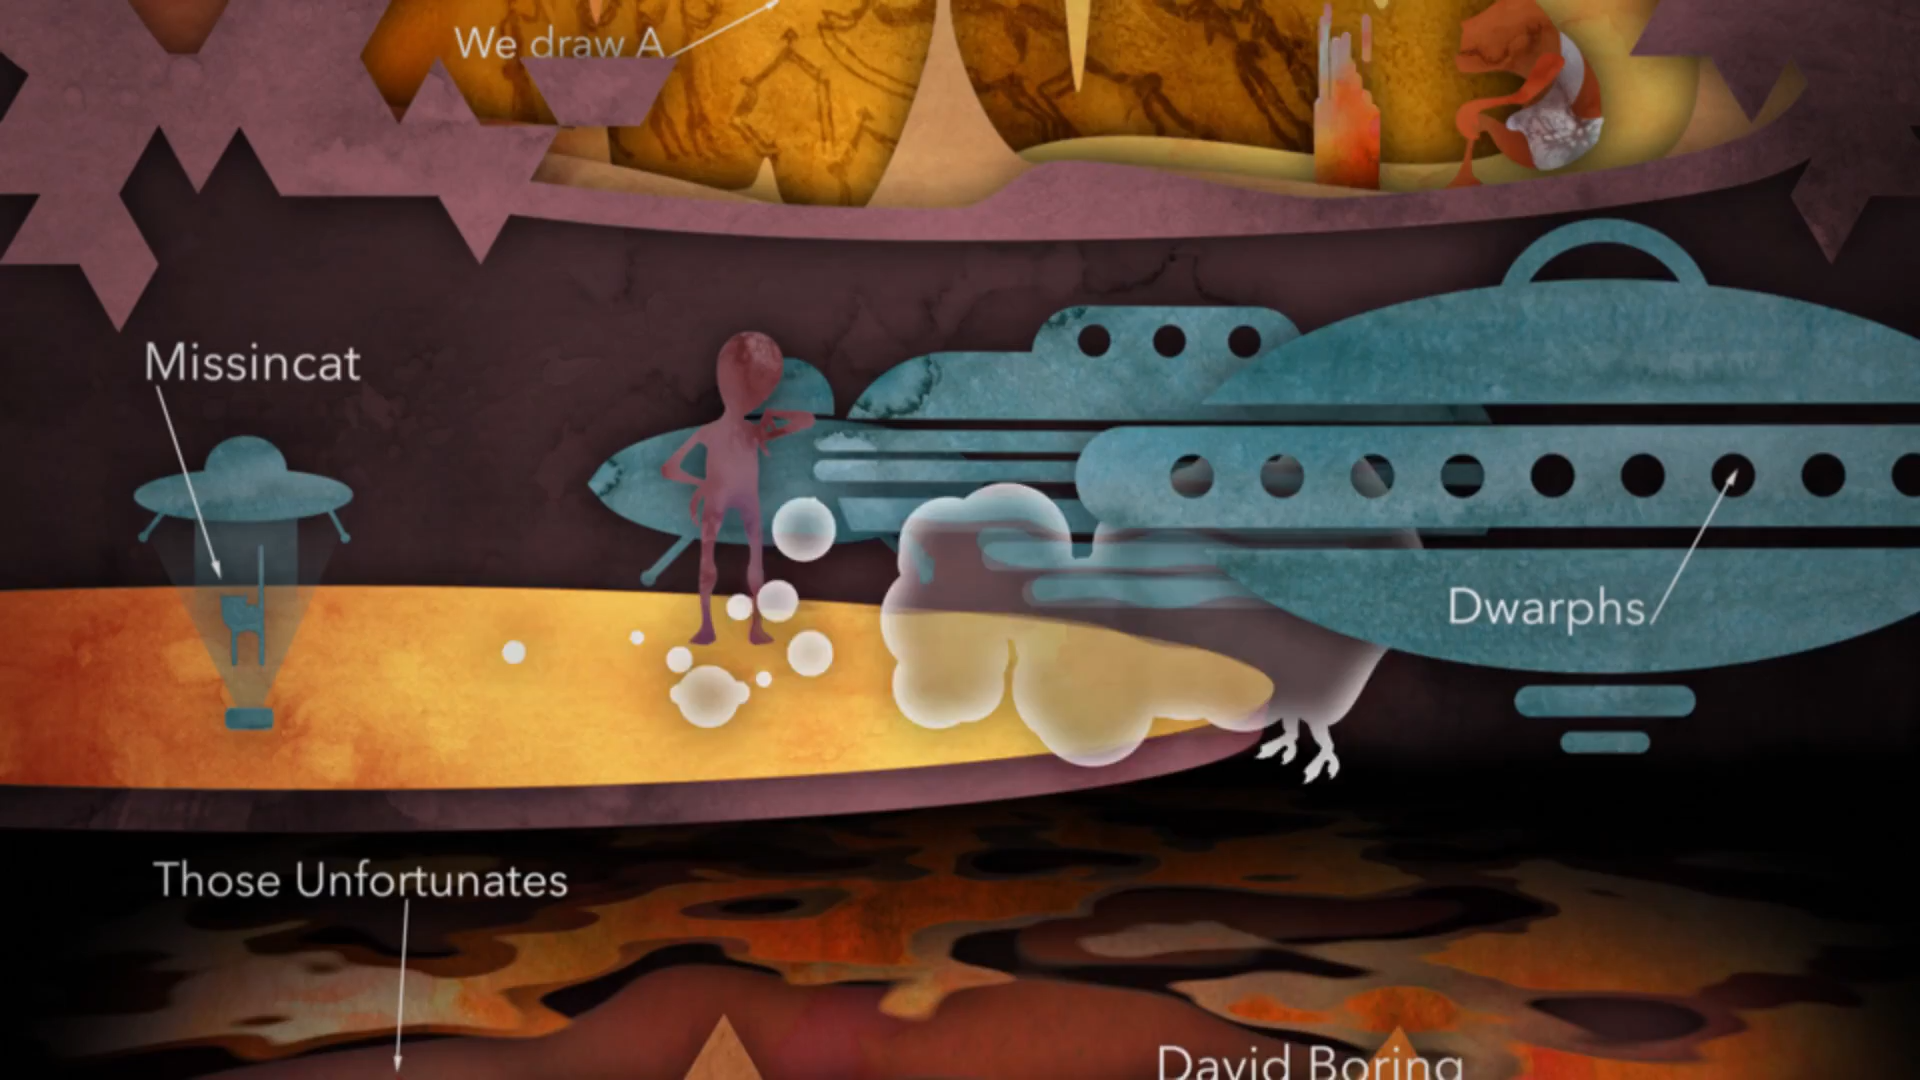 We draw A
Missincat
Dwarphs
Those Unfortunates
David Boring